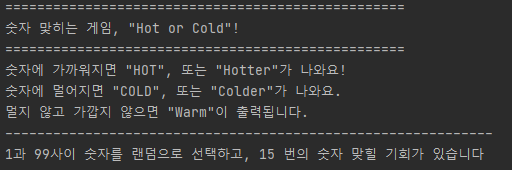 ==================================================
숫자 맞히는 게임, "Hot or Cold"!
==================================================
숫자에 가까워지면 "HOT", 또는 "Hotter"가 나와요!
숫자에 멀어지면 "COLD", 또는 "Colder"가 나와요.
멀지 않고 가깝지 않으면 "Warm"이 출력됩니다.
-------------------------------------------------------------
1과 99사이 숫자를 랜덤으로 선택하고, 15 번의 숫자 맞힐 기회가 있습니다